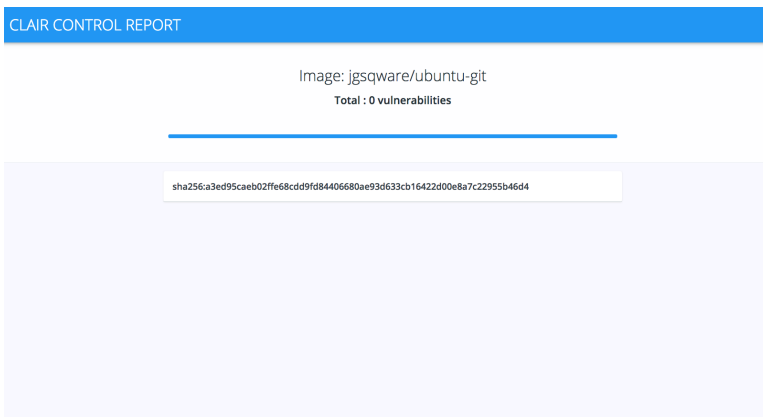 CLAIR CONTROL REPORT
Image: jgsqware/ubuntu-git
Total : 0 vulnerabilities
sha256:a3ed95caeb02ffe68cdd9fd84406680ae93d633cb16422d00e8a7c22955b46d4